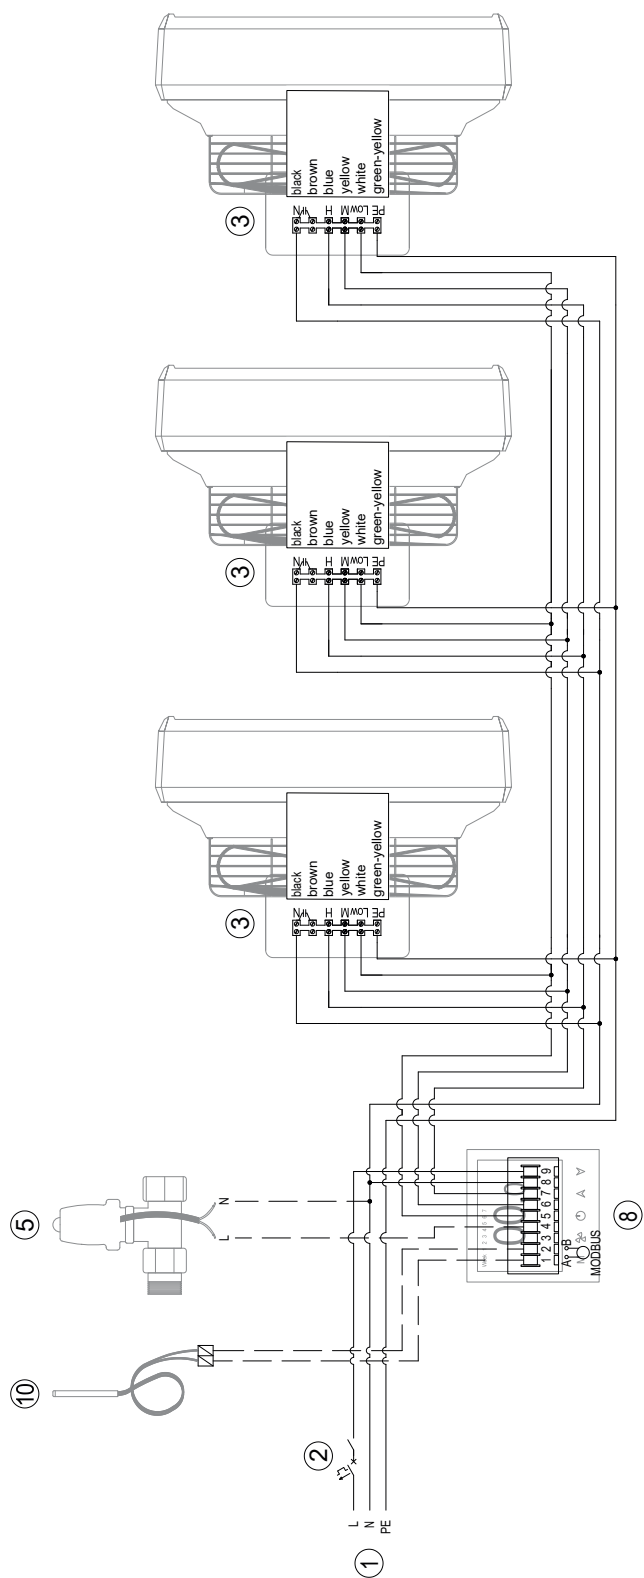 3
black
brown
blue
yellow
white
green-yellow
N
H
M
Low
PE
3
black
brown
blue
yellow
white
green-yellow
N
H
M
Low
PE
3
black
brown
blue
yellow
white
green-yellow
N
H
M
Low
PE
5
N
L
10
2
L
N
PE
1
1 2 3 4 5 6 7 8 9
A B
MODBUS
8